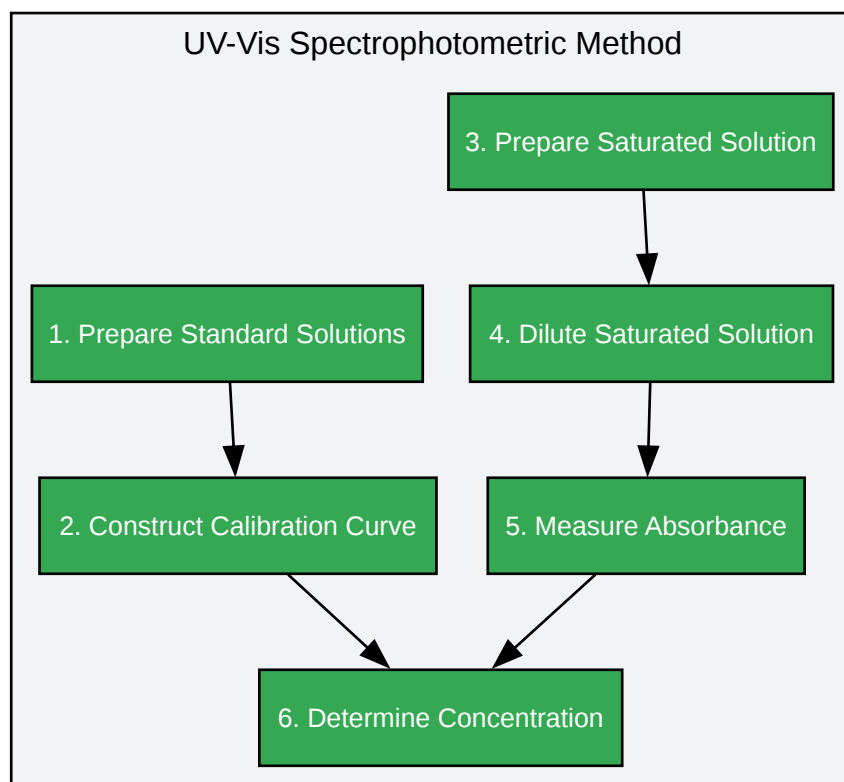 UV-Vis Spectrophotometric Method
3. Prepare Saturated Solution
1. Prepare Standard Solutions
4. Dilute Saturated Solution
2. Construct Calibration Curve
5. Measure Absorbance
6. Determine Concentration